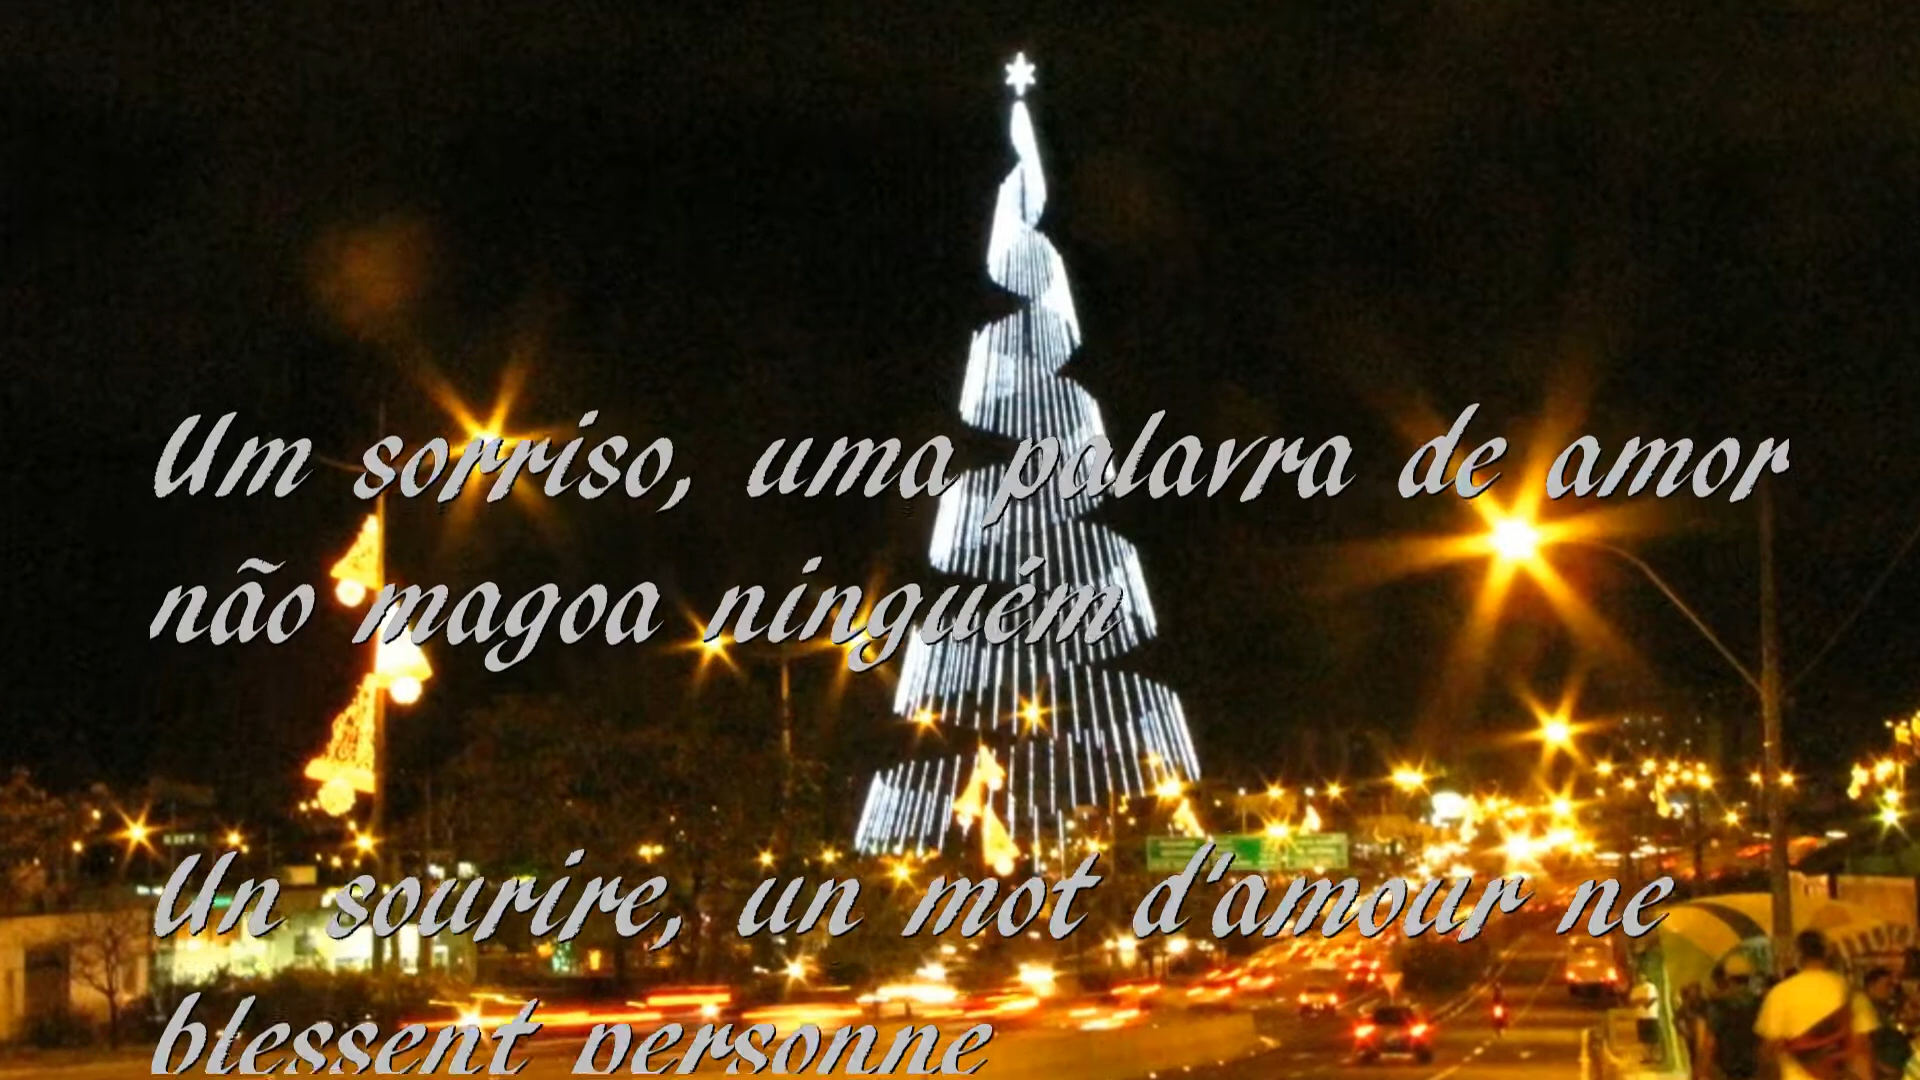 Um sorriso, uma palavra de amor
não magoa ninguém
Un sourire, un mot d'amour ne
blessent personne